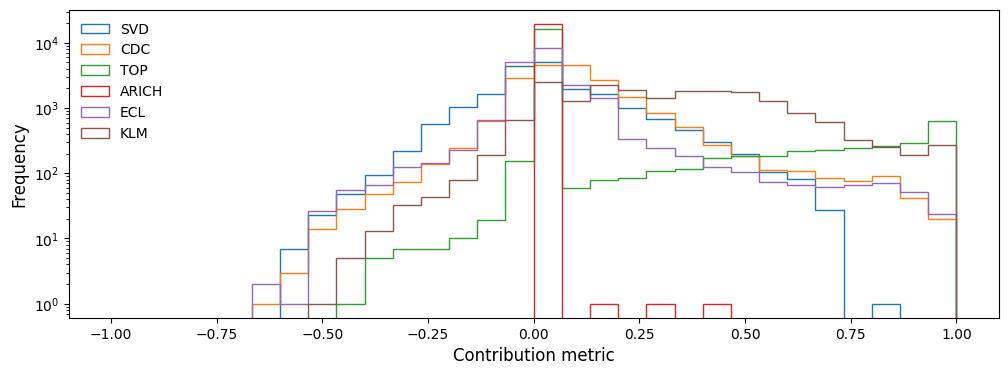 SVD
CDC
TOP
ARICH
ECL
KLM
Frequency
10⁴
10³
10²
10¹
10⁰
−1.00 −0.75 −0.50 −0.25 0.00 0.25 0.50 0.75 1.00
Contribution metric